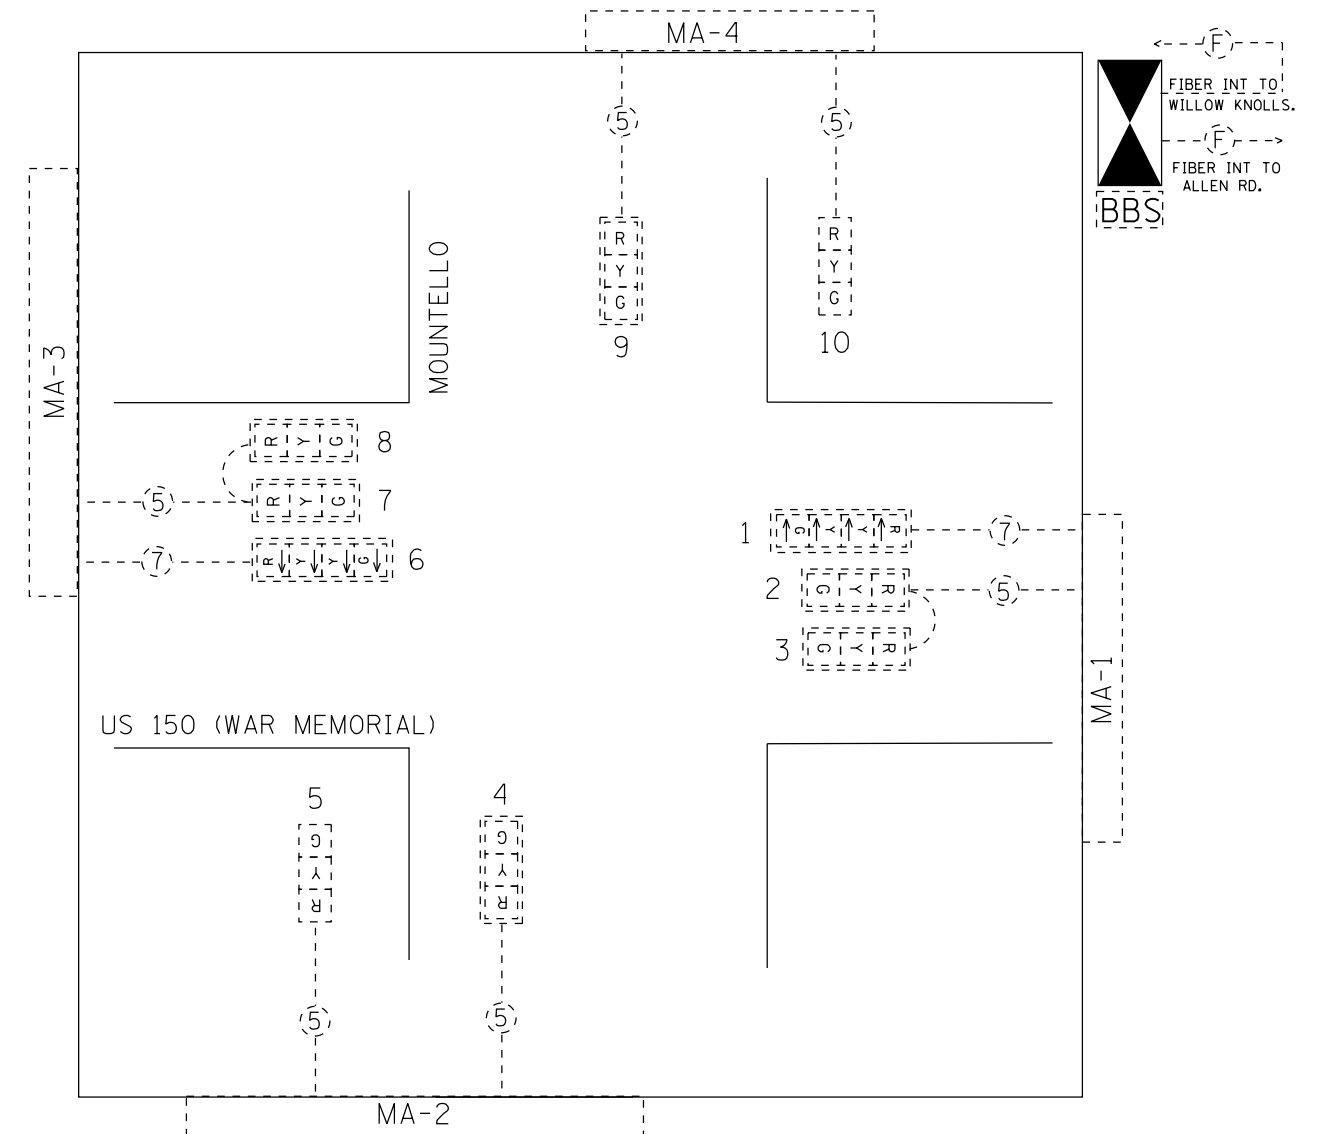 MA-4
F
FIBER INT TO
WILLOW KNOLLS.
F
FIBER INT TO
ALLEN RD.
BBS
5
5
R
Y
G
9
R
Y
G
10
MOUNTELLO
MA-3
R Y G 8
5
R Y G 7
7
R Y Y G 6
1 G Y Y R
7
2 G Y R
5
3 G Y R
MA-1
US 150 (WAR MEMORIAL)
5
G
Y
R
5
4
G
Y
R
5
MA-2